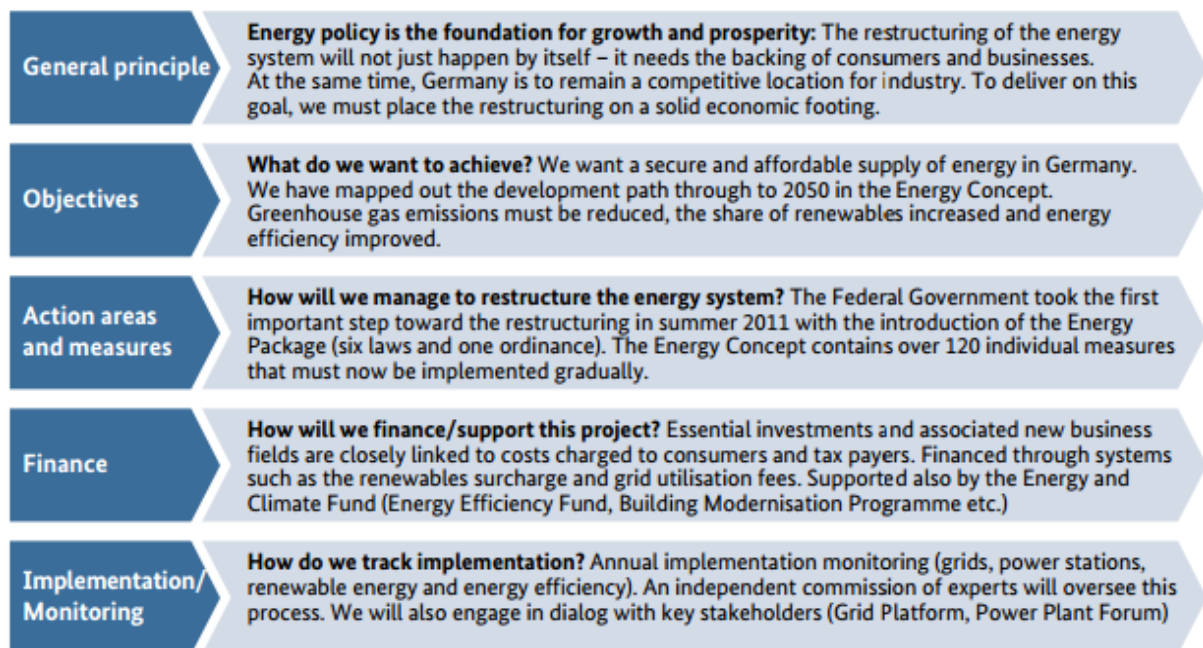 General principle
Energy policy is the foundation for growth and prosperity: The restructuring of the energy
system will not just happen by itself – it needs the backing of consumers and businesses.
At the same time, Germany is to remain a competitive location for industry. To deliver on this
goal, we must place the restructuring on a solid economic footing.
Objectives
What do we want to achieve? We want a secure and affordable supply of energy in Germany.
We have mapped out the development path through to 2050 in the Energy Concept.
Greenhouse gas emissions must be reduced, the share of renewables increased and energy
efficiency improved.
Action areas
and measures
How will we manage to restructure the energy system? The Federal Government took the first
important step toward the restructuring in summer 2011 with the introduction of the Energy
Package (six laws and one ordinance). The Energy Concept contains over 120 individual measures
that must now be implemented gradually.
Finance
How will we finance/support this project? Essential investments and associated new business
fields are closely linked to costs charged to consumers and tax payers. Financed through systems
such as the renewables surcharge and grid utilisation fees. Supported also by the Energy and
Climate Fund (Energy Efficiency Fund, Building Modernisation Programme etc.)
Implementation/
Monitoring
How do we track implementation? Annual implementation monitoring (grids, power stations,
renewable energy and energy efficiency). An independent commission of experts will oversee this
process. We will also engage in dialog with key stakeholders (Grid Platform, Power Plant Forum)